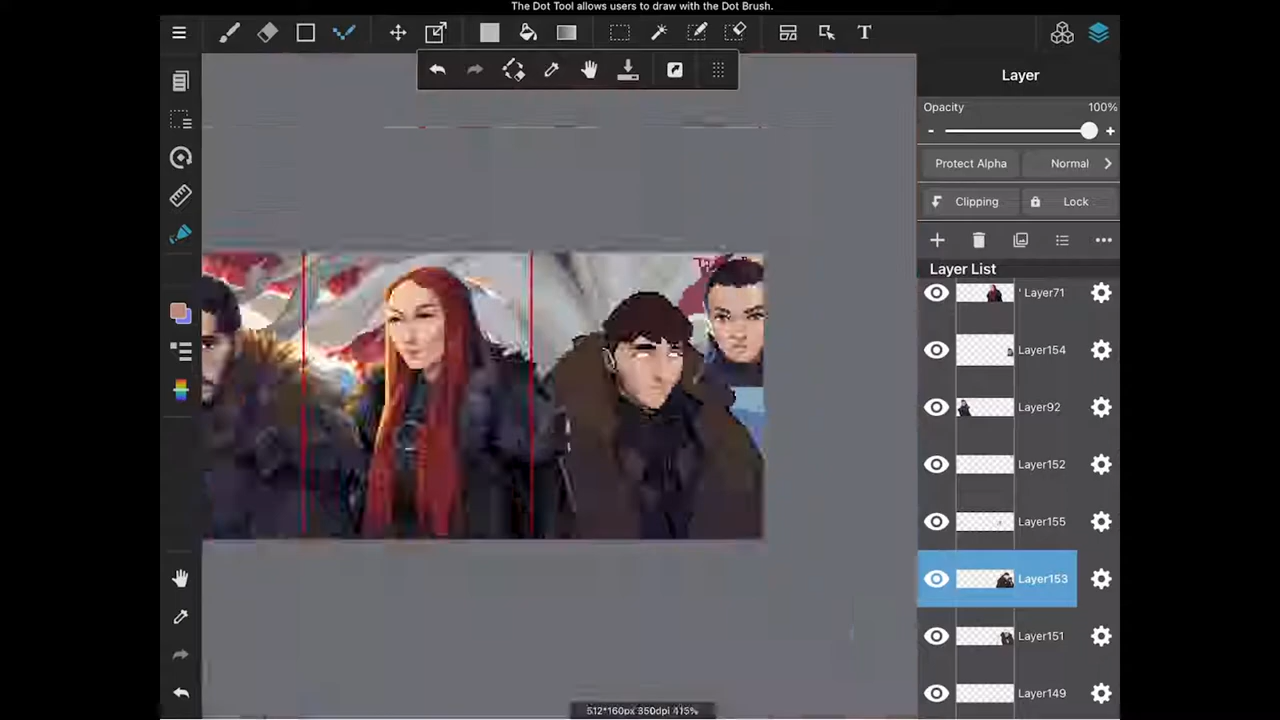 The Dot Tool allows users to draw with the Dot Brush.
T
Layer
Opacity 100%
- +
Protect Alpha Normal
Clipping Lock
Layer List
' Layer71
Layer154
Layer92
Layer152
Layer155
Layer153
Layer151
Layer149
512*160px 350dpi 415%